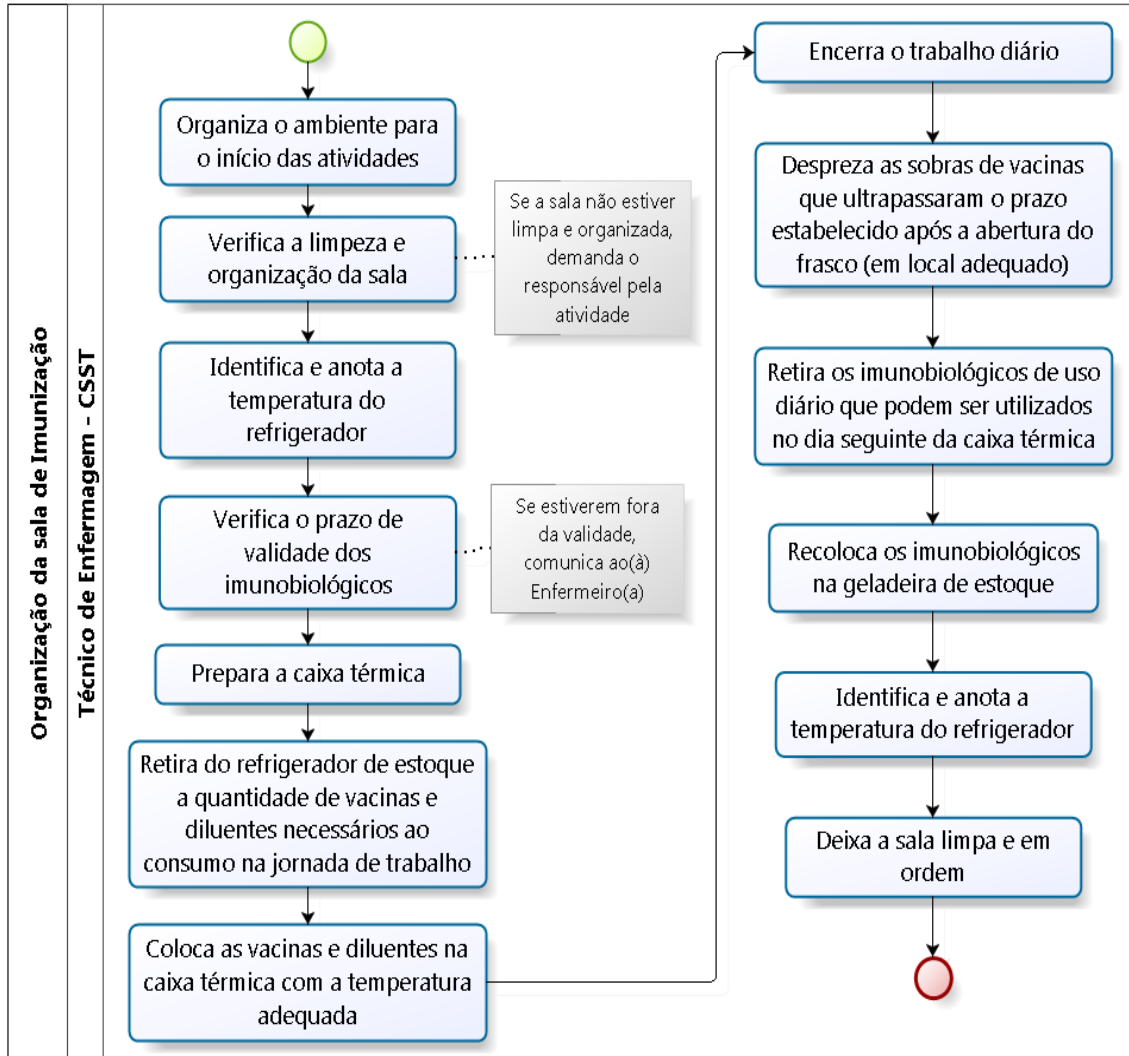 Organização da sala de Imunização
Técnico de Enfermagem - CSST
Organiza o ambiente para
o início das atividades
Verifica a limpeza e
organização da sala
Se a sala não estiver
limpa e organizada,
demanda o
responsável pela
atividade
Identifica e anota a
temperatura do
refrigerador
Verifica o prazo de
validade dos
imunobiológicos
Se estiverem fora
da validade,
comunica ao(à)
Enfermeiro(a)
Prepara a caixa térmica
Retira do refrigerador de estoque
a quantidade de vacinas e
diluentes necessários ao
consumo na jornada de trabalho
Coloca as vacinas e diluentes na
caixa térmica com a temperatura
adequada
Encerra o trabalho diário
Despreza as sobras de vacinas
que ultrapassaram o prazo
estabelecido após a abertura do
frasco (em local adequado)
Retira os imunobiológicos de uso
diário que podem ser utilizados
no dia seguinte da caixa térmica
Recoloca os imunobiológicos
na geladeira de estoque
Identifica e anota a
temperatura do refrigerador
Deixa a sala limpa e em
ordem